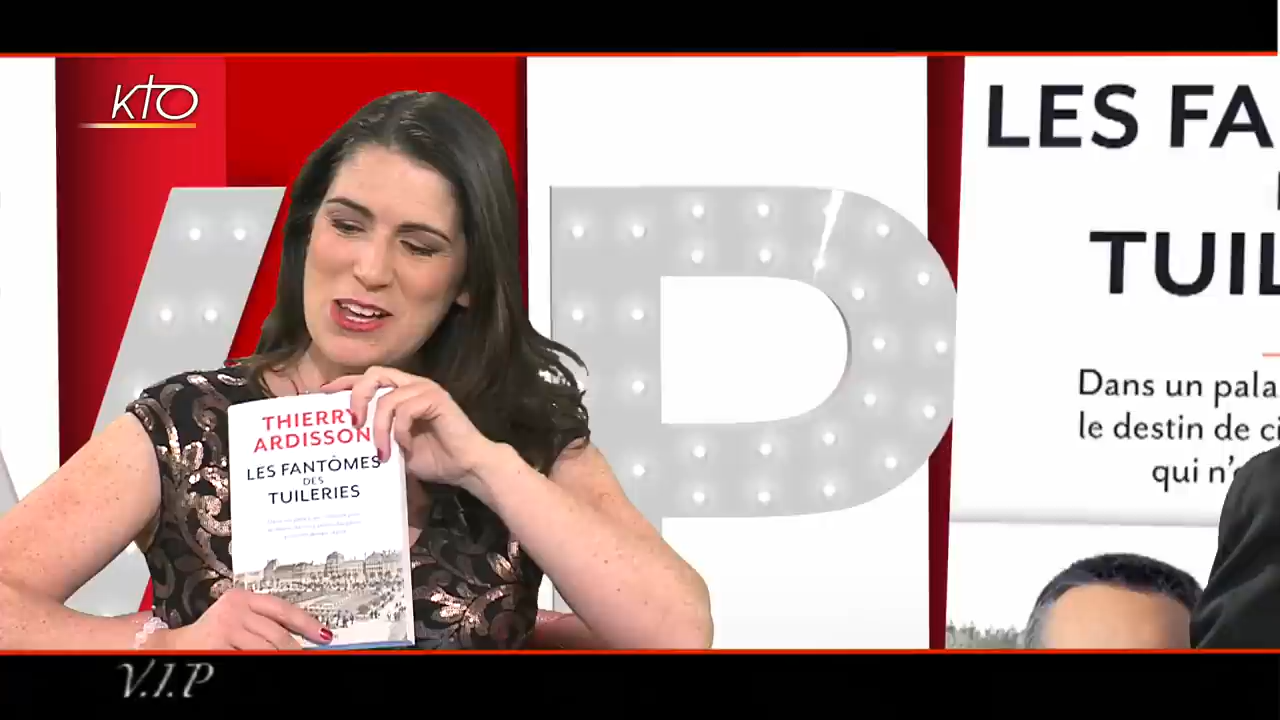 KTO
LES FA
TUIL
Dans un pala
le destin de ci
qui n'
THIERRY
ARDISSON
LES FANTÔMES
DES
TUILERIES
P
V.I.P